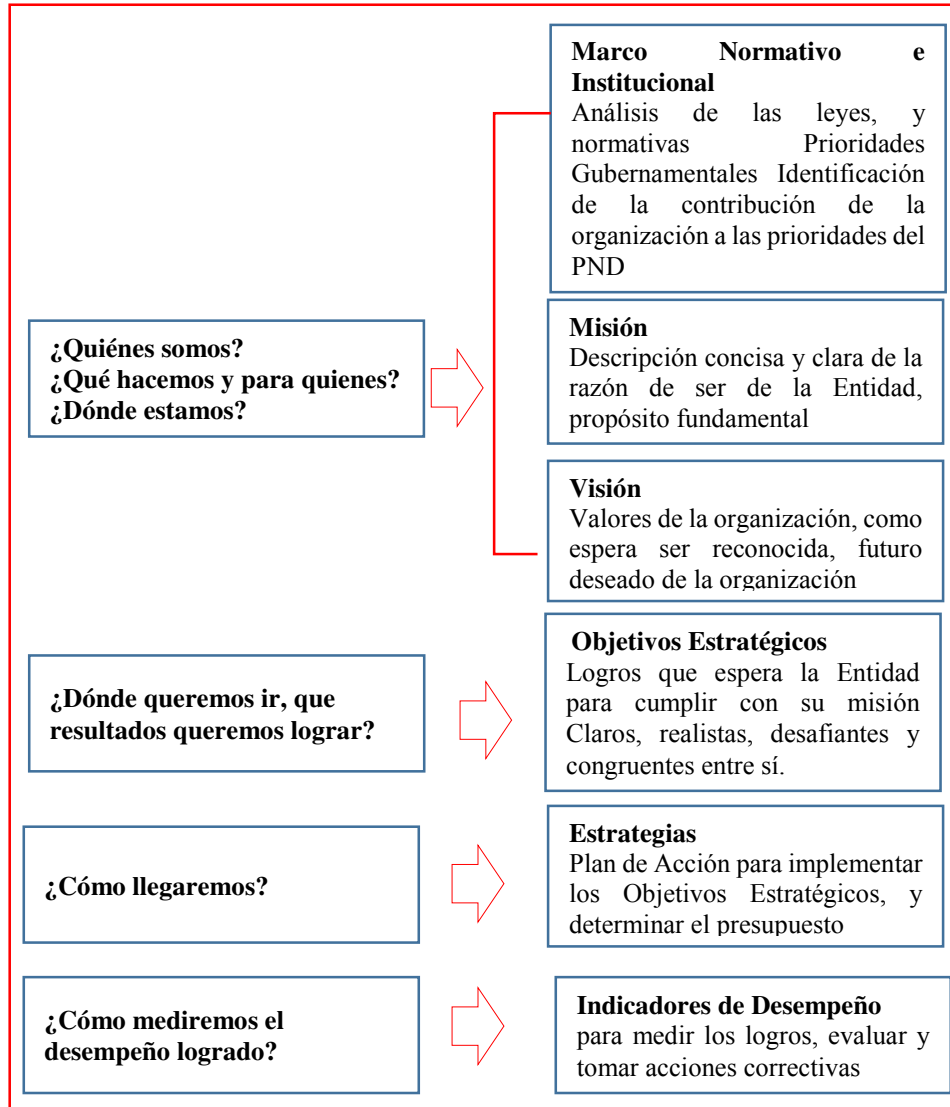 Marco Normativo e
Institucional
Análisis de las leyes, y
normativas Prioridades
Gubernamentales Identificación
de la contribución de la
organización a las prioridades del
PND
¿Quiénes somos?
¿Qué hacemos y para quienes?
¿Dónde estamos?
Misión
Descripción concisa y clara de la
razón de ser de la Entidad,
propósito fundamental
Visión
Valores de la organización, como
espera ser reconocida, futuro
deseado de la organización
¿Dónde queremos ir, que
resultados queremos lograr?
Objetivos Estratégicos
Logros que espera la Entidad
para cumplir con su misión
Claros, realistas, desafiantes y
congruentes entre sí.
¿Cómo llegaremos?
Estrategias
Plan de Acción para implementar
los Objetivos Estratégicos, y
determinar el presupuesto
¿Cómo mediremos el
desempeño logrado?
Indicadores de Desempeño
para medir los logros, evaluar y
tomar acciones correctivas